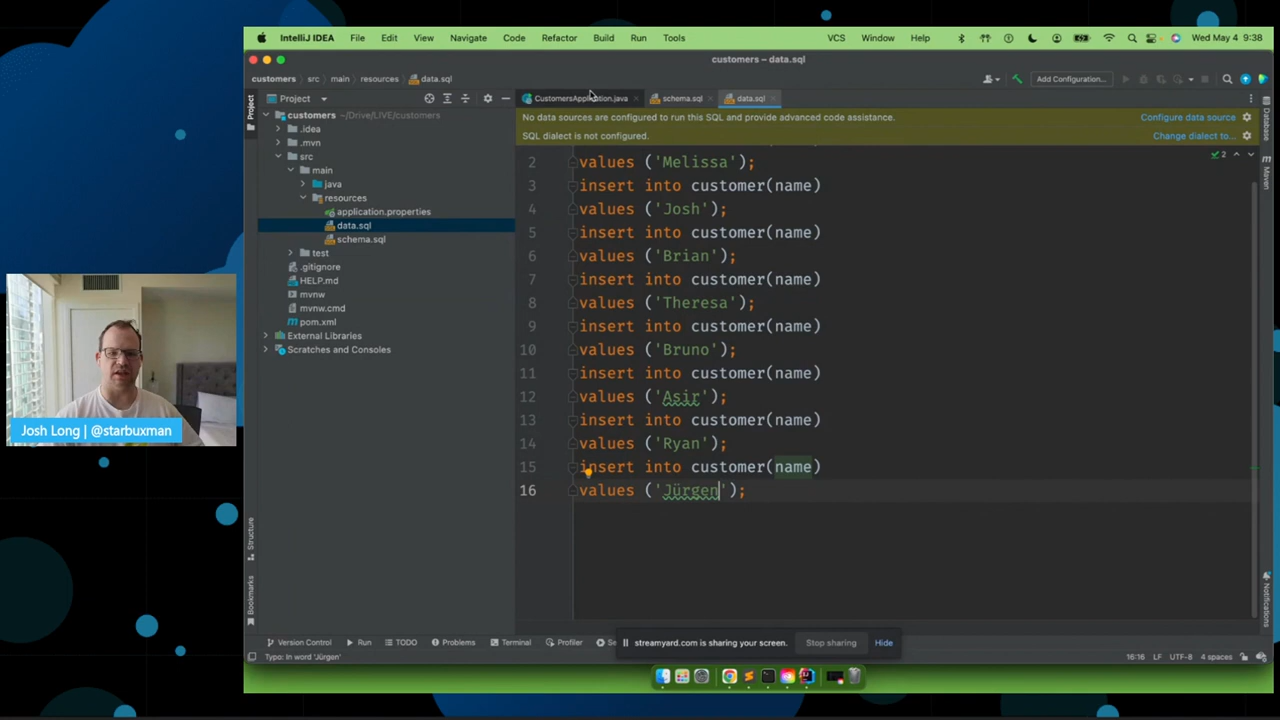 IntelliJ IDEA File Edit View Navigate Code Refactor Build Run Tools VCS Window Help Wed May 4 9:38
customers – data.sql
customers src main resources data.sql Add Configuration...
Project CustomersApplication.java schema.sql data.sql
Project
customers ~/Drive/LIVE/customers
.idea
.mvn
src
main
java
resources
application.properties
data.sql
schema.sql
test
.gitignore
HELP.md
mvnw
mvnw.cmd
pom.xml
External Libraries
Scratches and Consoles
No data sources are configured to run this SQL and provide advanced code assistance. Configure data source
SQL dialect is not configured. Change dialect to...
2
2 values ('Melissa');
3 insert into customer(name)
4 values ('Josh');
5 insert into customer(name)
6 values ('Brian');
7 insert into customer(name)
8 values ('Theresa');
9 insert into customer(name)
10 values ('Bruno');
11 insert into customer(name)
12 values ('Asir');
13 insert into customer(name)
14 values ('Ryan');
15 insert into customer(name)
16 values ('Jürgen');
Database
Maven
Notifications
Structure
Bookmarks
Josh Long | @starbuxman
Version Control Run TODO Problems Terminal Profiler Se
streamyard.com is sharing your screen. Stop sharing Hide
Typo: In word 'Jürgen' 16:16 LF UTF-8 4 spaces